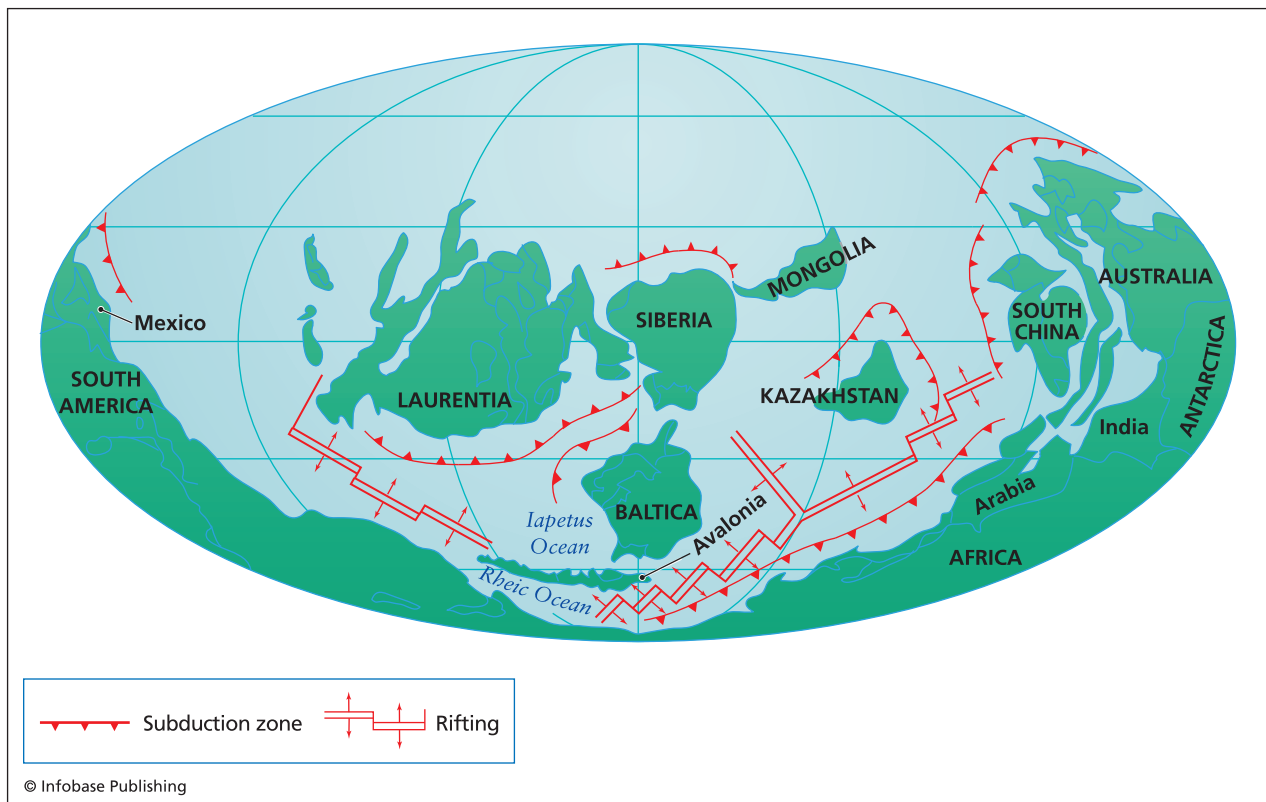 MONGOLIA
AUSTRALIA
SIBERIA
SOUTH
CHINA
Mexico
ANTARCTICA
SOUTH
AMERICA
LAURENTIA
KAZAKHSTAN
India
Arabia
BALTICA
Avalonia
Iapetus
Ocean
AFRICA
Rheic Ocean
Subduction zone
Rifting
© Infobase Publishing